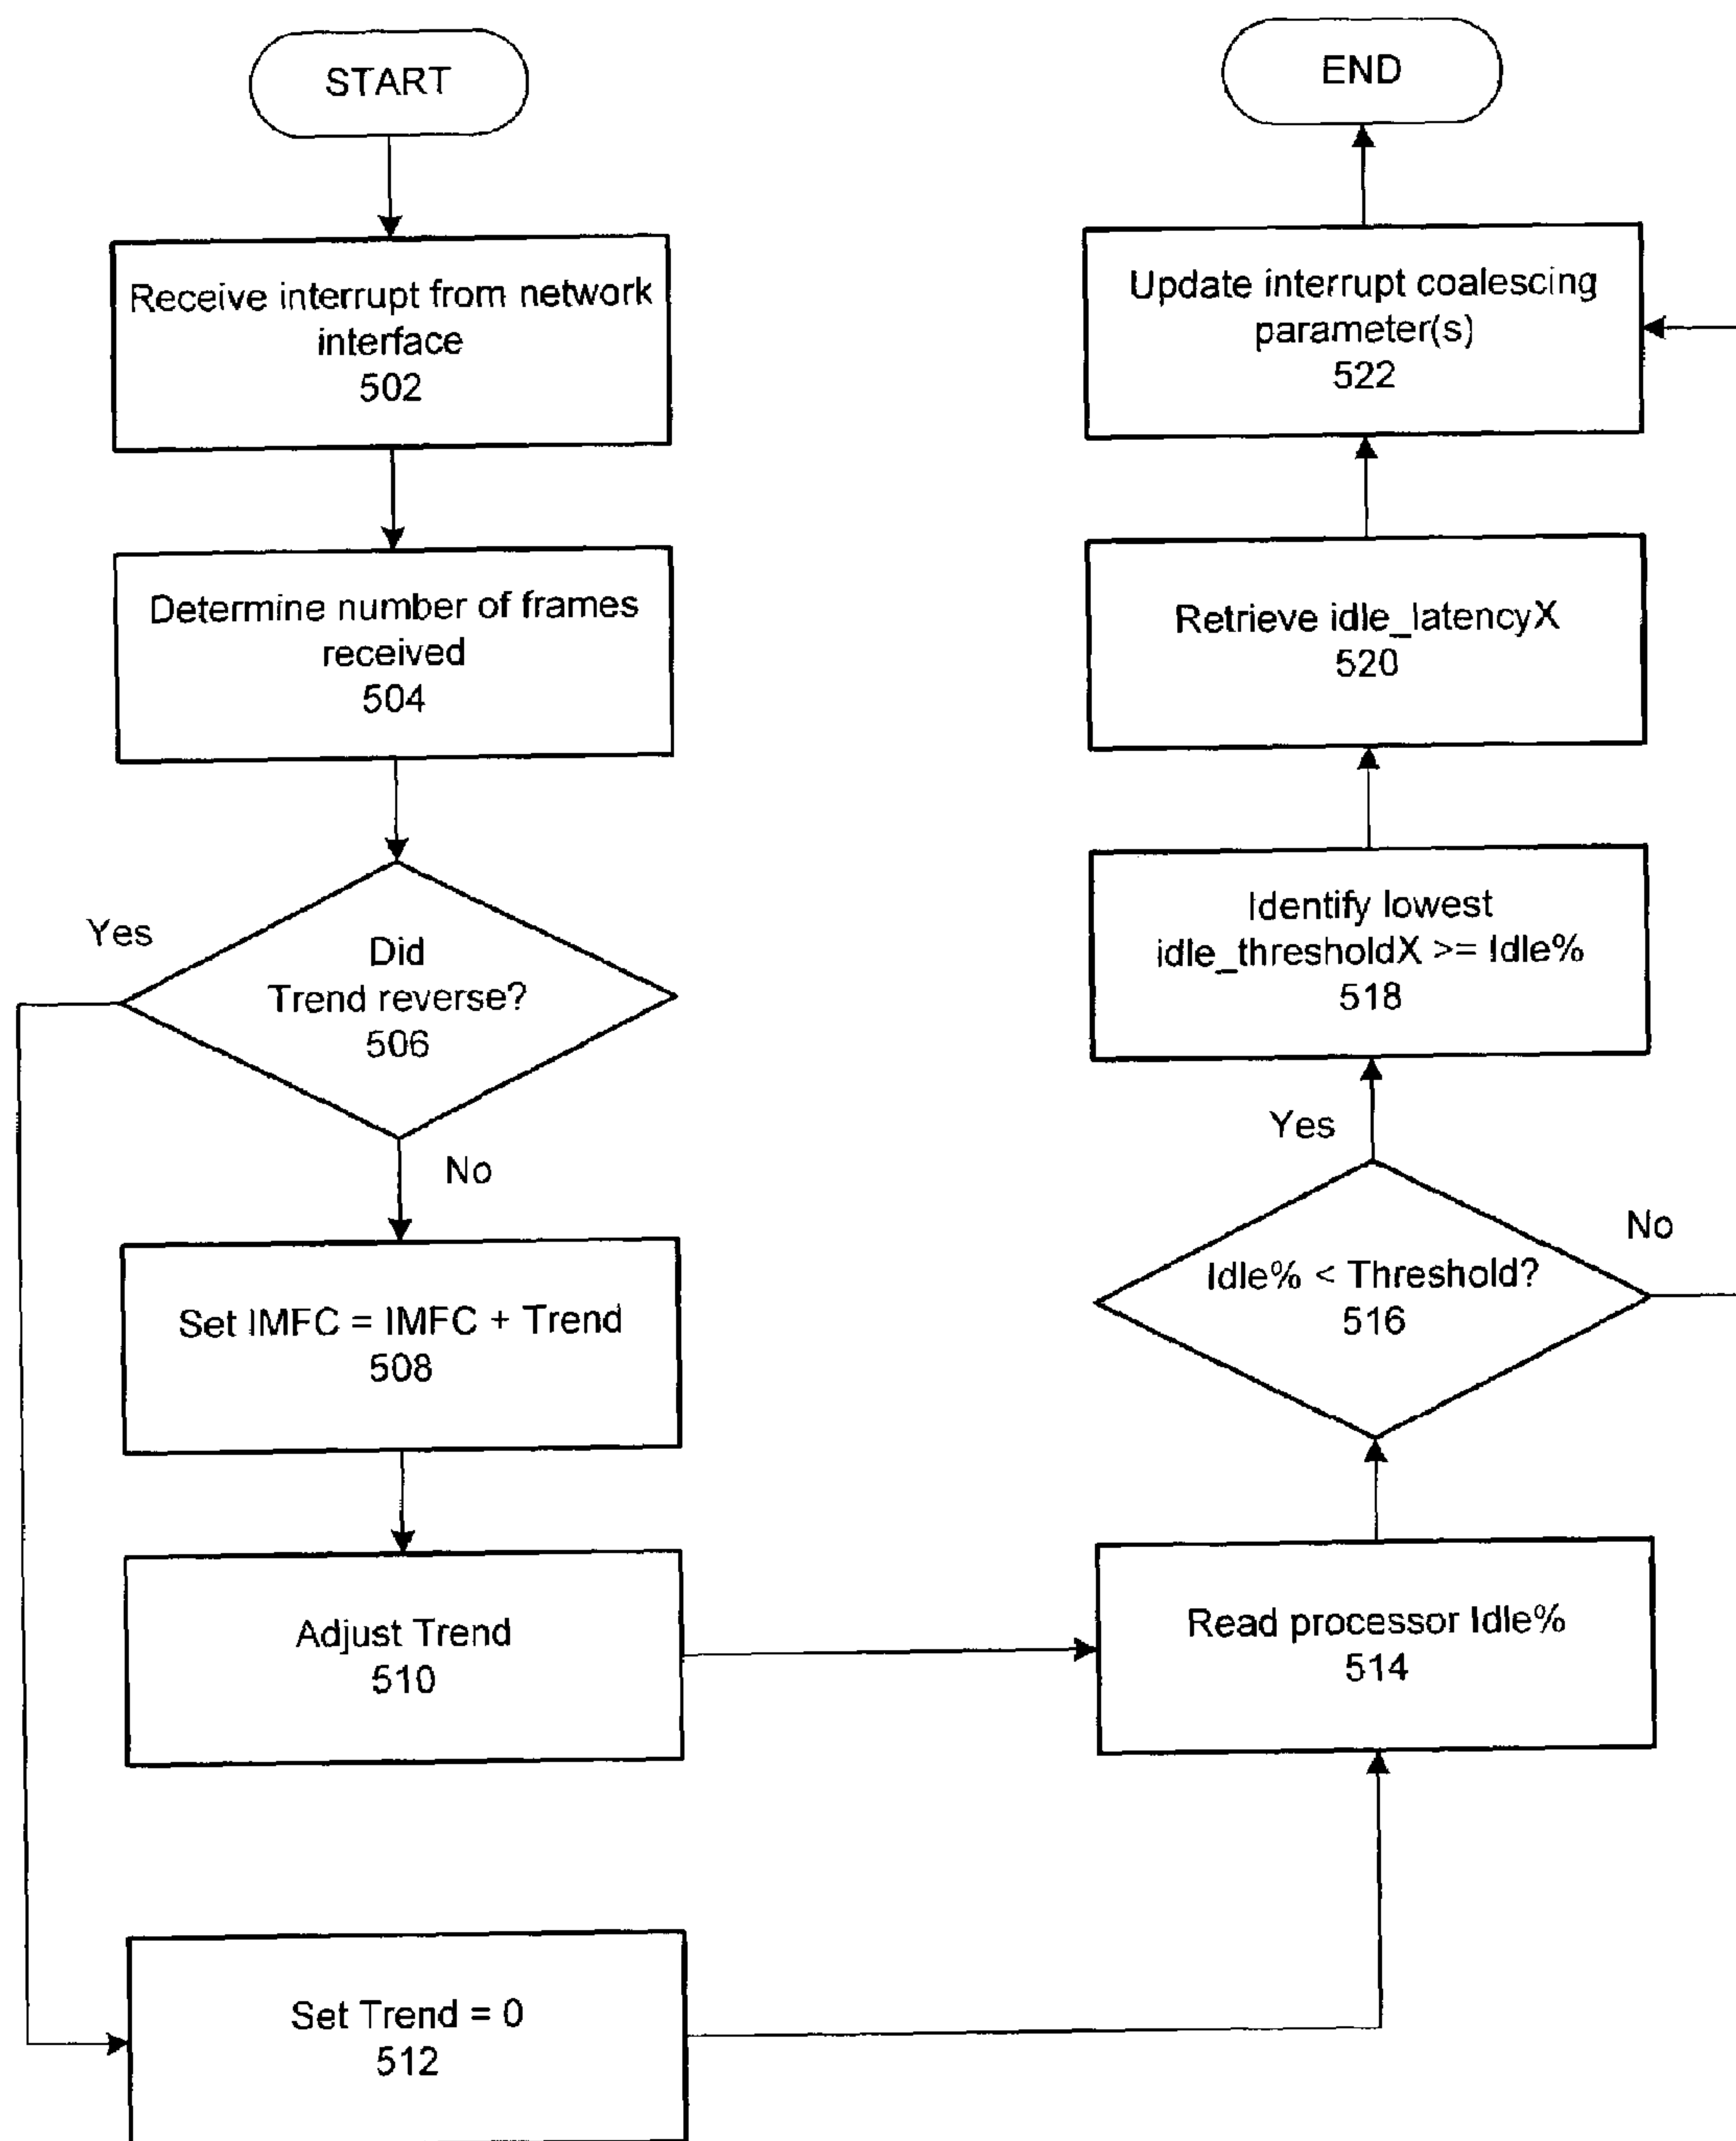 START
Receive interrupt from network
interface
502
Determine number of frames
received
504
Yes
Did
Trend reverse?
506
No
Set IMFC = IMFC + Trend
508
Adjust Trend
510
Set Trend = 0
512
END
Update interrupt coalescing
parameter(s)
522
Retrieve idle_latencyX
520
Identify lowest
idle_thresholdX >= Idle%
518
Yes
No
Idle% < Threshold?
516
Read processor Idle%
514